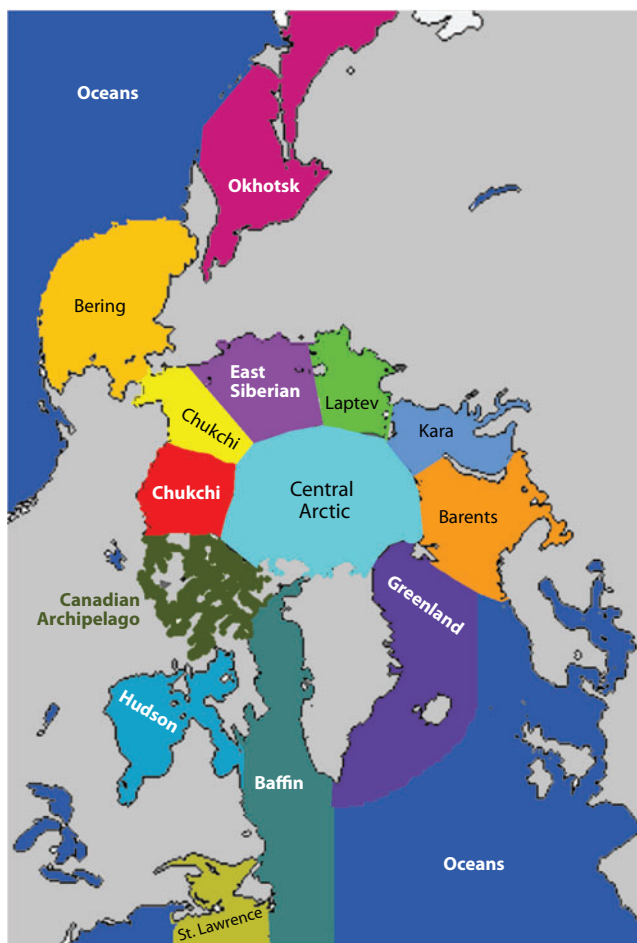 Oceans
Okhotsk
Bering
East
Siberian
Laptev
Chukchi
Kara
Chukchi
Central
Arctic
Barents
Canadian
Archipelago
Greenland
Hudson
Baffin
Oceans
St. Lawrence